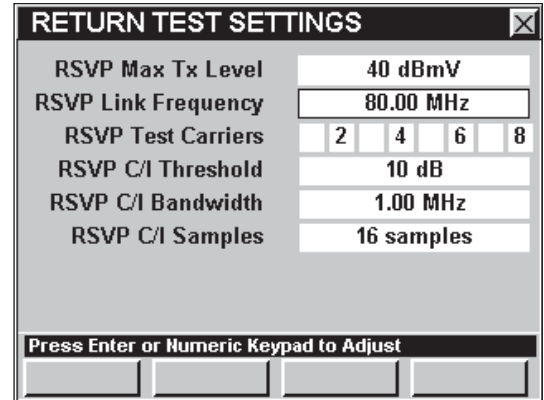 RETURN TEST SETTINGS
RSVP Max Tx Level 40 dBmV
RSVP Link Frequency 80.00 MHz
RSVP Test Carriers 2 4 6 8
RSVP C/I Threshold 10 dB
RSVP C/I Bandwidth 1.00 MHz
RSVP C/I Samples 16 samples
Press Enter or Numeric Keypad to Adjust